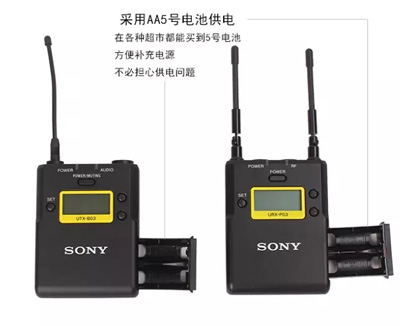 采用AA5号电池供电
在各种超市都能买到5号电池
方便补充电源
不必担心供电问题
POWER
AUDIO
POWER/MUTING
SET
UTX-B03
SONY
POWER
RF
SET
URX-P03
SONY